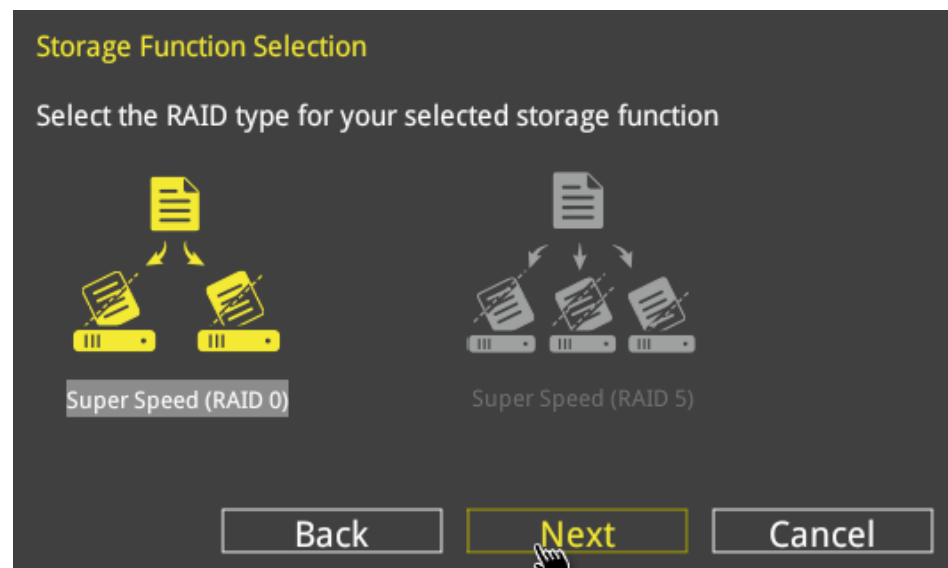 Storage Function Selection
Select the RAID type for your selected storage function
Super Speed (RAID 0)
Super Speed (RAID 5)
Back
Next
Cancel